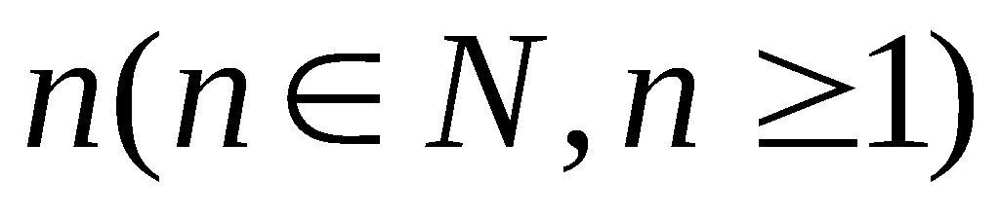 n(n ∈ N, n ≥1)